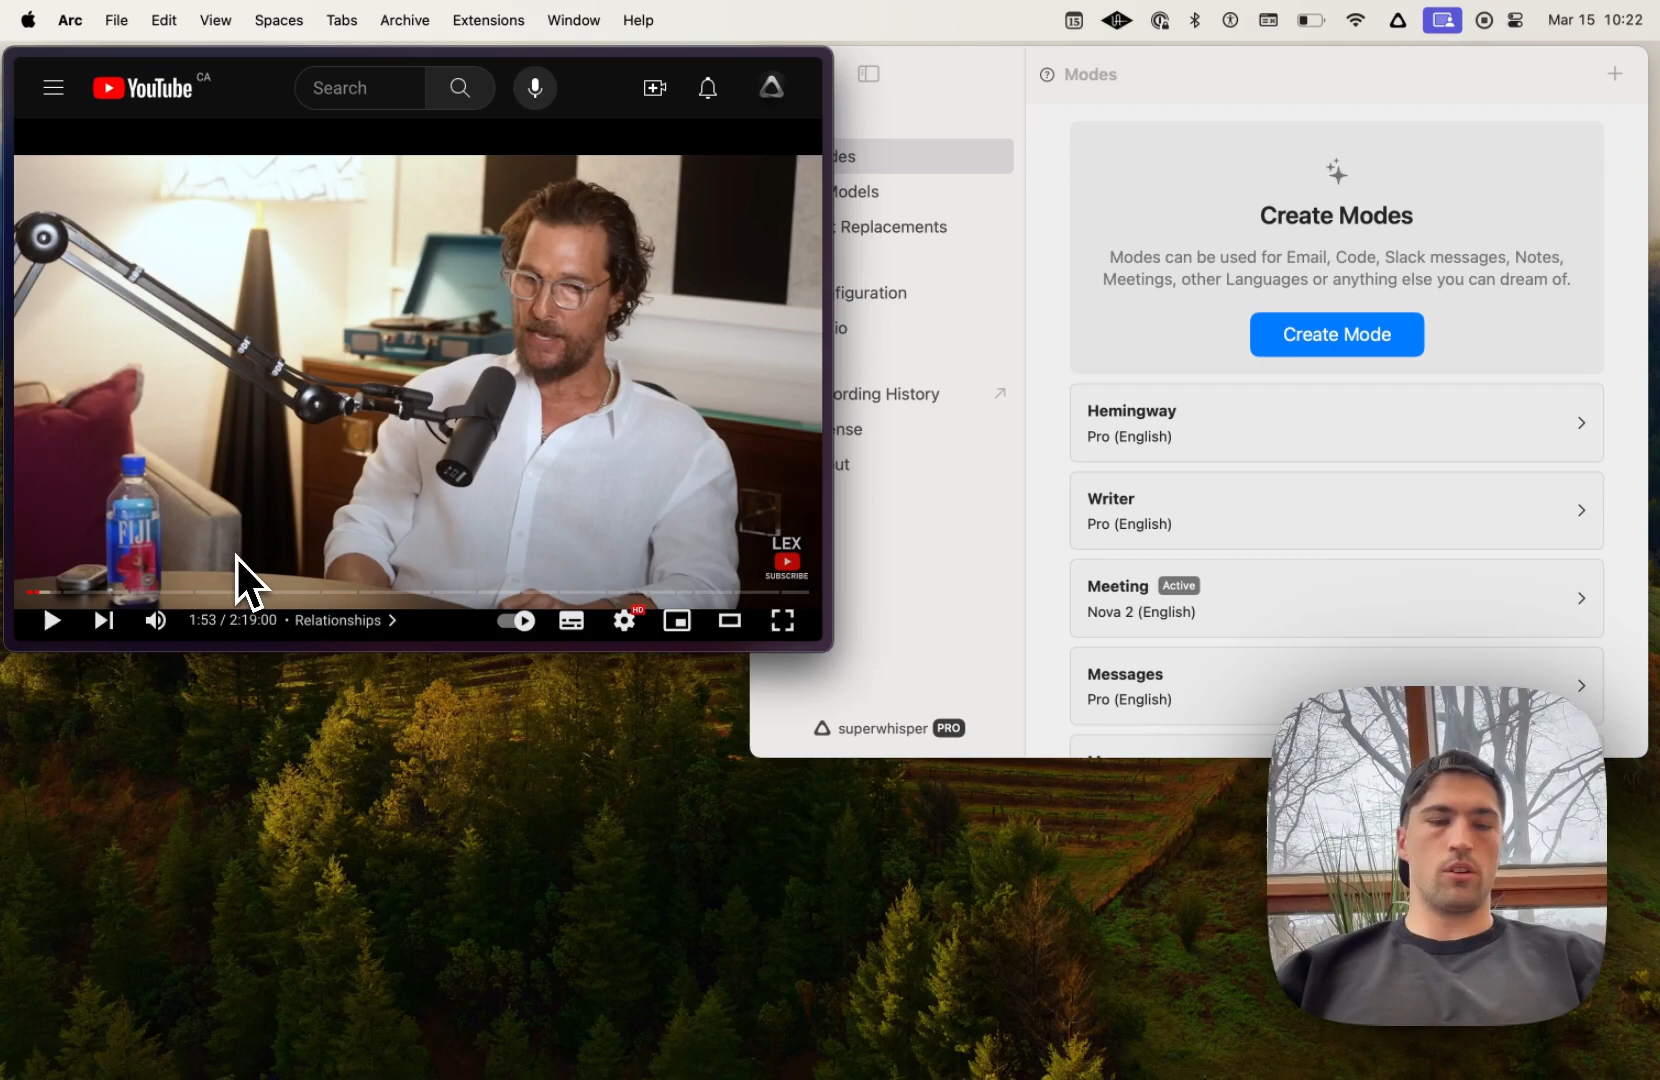 Arc File Edit View Spaces Tabs Archive Extensions Window Help
15
Mar 15 10:22
YouTube CA
Search
FIJI
LEX
SUBSCRIBE
1:53 / 2:19:00 • Relationships
HD
des
Models
Replacements
figuration
io
ording History
ense
ut
superwhisper PRO
Modes
Create Modes
Modes can be used for Email, Code, Slack messages, Notes,
Meetings, other Languages or anything else you can dream of.
Create Mode
Hemingway
Pro (English)
Writer
Pro (English)
Meeting Active
Nova 2 (English)
Messages
Pro (English)